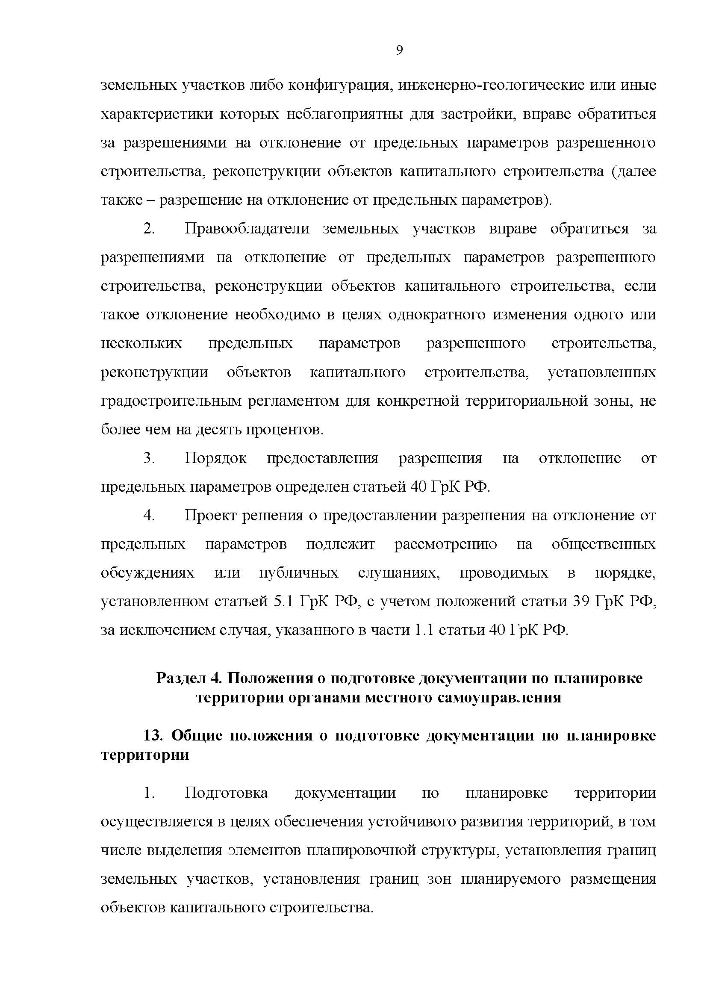 9
земельных участков либо конфигурация, инженерно-геологические или иные
характеристики которых неблагоприятны для застройки, вправе обратиться
за разрешениями на отклонение от предельных параметров разрешенного
строительства, реконструкции объектов капитального строительства (далее
также – разрешение на отклонение от предельных параметров).
2. Правообладатели земельных участков вправе обратиться за
разрешениями на отклонение от предельных параметров разрешенного
строительства, реконструкции объектов капитального строительства, если
такое отклонение необходимо в целях однократного изменения одного или
нескольких предельных параметров разрешенного строительства,
реконструкции объектов капитального строительства, установленных
градостроительным регламентом для конкретной территориальной зоны, не
более чем на десять процентов.
3. Порядок предоставления разрешения на отклонение от
предельных параметров определен статьей 40 ГрК РФ.
4. Проект решения о предоставлении разрешения на отклонение от
предельных параметров подлежит рассмотрению на общественных
обсуждениях или публичных слушаниях, проводимых в порядке,
установленном статьей 5.1 ГрК РФ, с учетом положений статьи 39 ГрК РФ,
за исключением случая, указанного в части 1.1 статьи 40 ГрК РФ.
Раздел 4. Положения о подготовке документации по планировке
территории органами местного самоуправления
13. Общие положения о подготовке документации по планировке
территории
1. Подготовка документации по планировке территории
осуществляется в целях обеспечения устойчивого развития территорий, в том
числе выделения элементов планировочной структуры, установления границ
земельных участков, установления границ зон планируемого размещения
объектов капитального строительства.